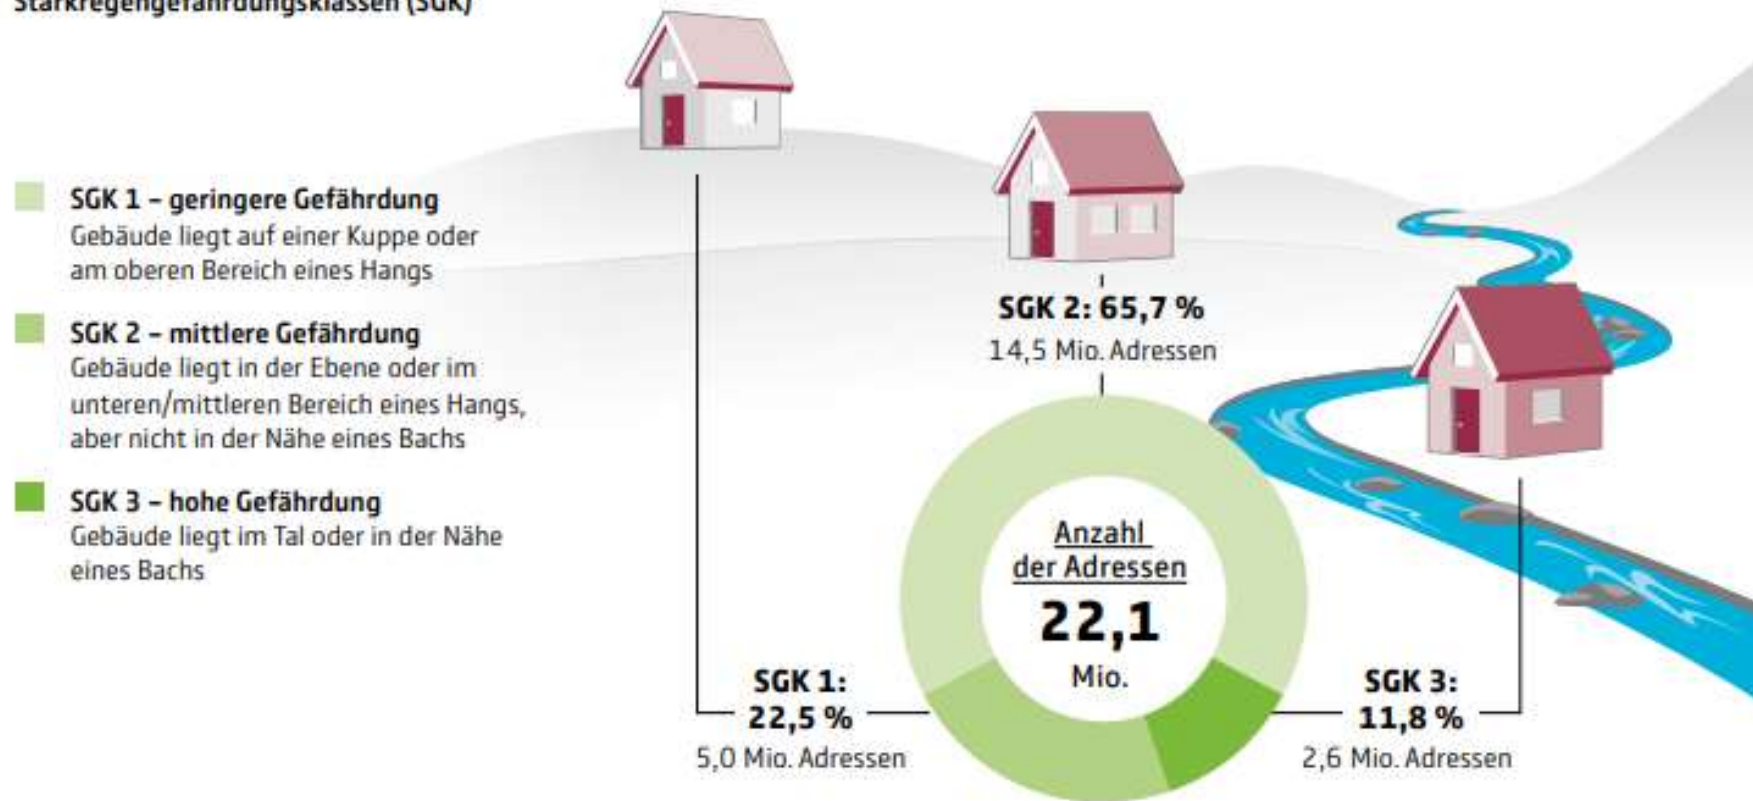 Starkregengefährdungsklassen (SGK)
SGK 1 – geringere Gefährdung
Gebäude liegt auf einer Kuppe oder
am oberen Bereich eines Hangs
SGK 2 – mittlere Gefährdung
Gebäude liegt in der Ebene oder im
unteren/mittleren Bereich eines Hangs,
aber nicht in der Nähe eines Bachs
SGK 3 – hohe Gefährdung
Gebäude liegt im Tal oder in der Nähe
eines Bachs
SGK 2: 65,7 %
14,5 Mio. Adressen
Anzahl
der Adressen
22,1
Mio.
SGK 1:
22,5 %
5,0 Mio. Adressen
SGK 3:
11,8 %
2,6 Mio. Adressen